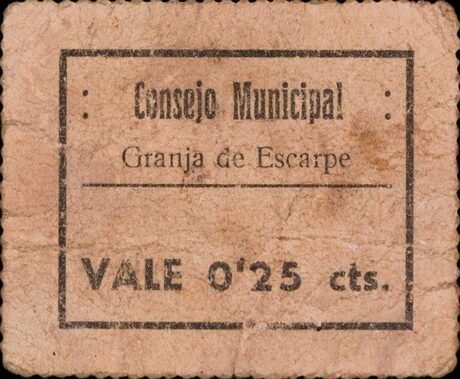 : Consejo Municipal :
Granja de Escarpe
VALE 0'25 cts.